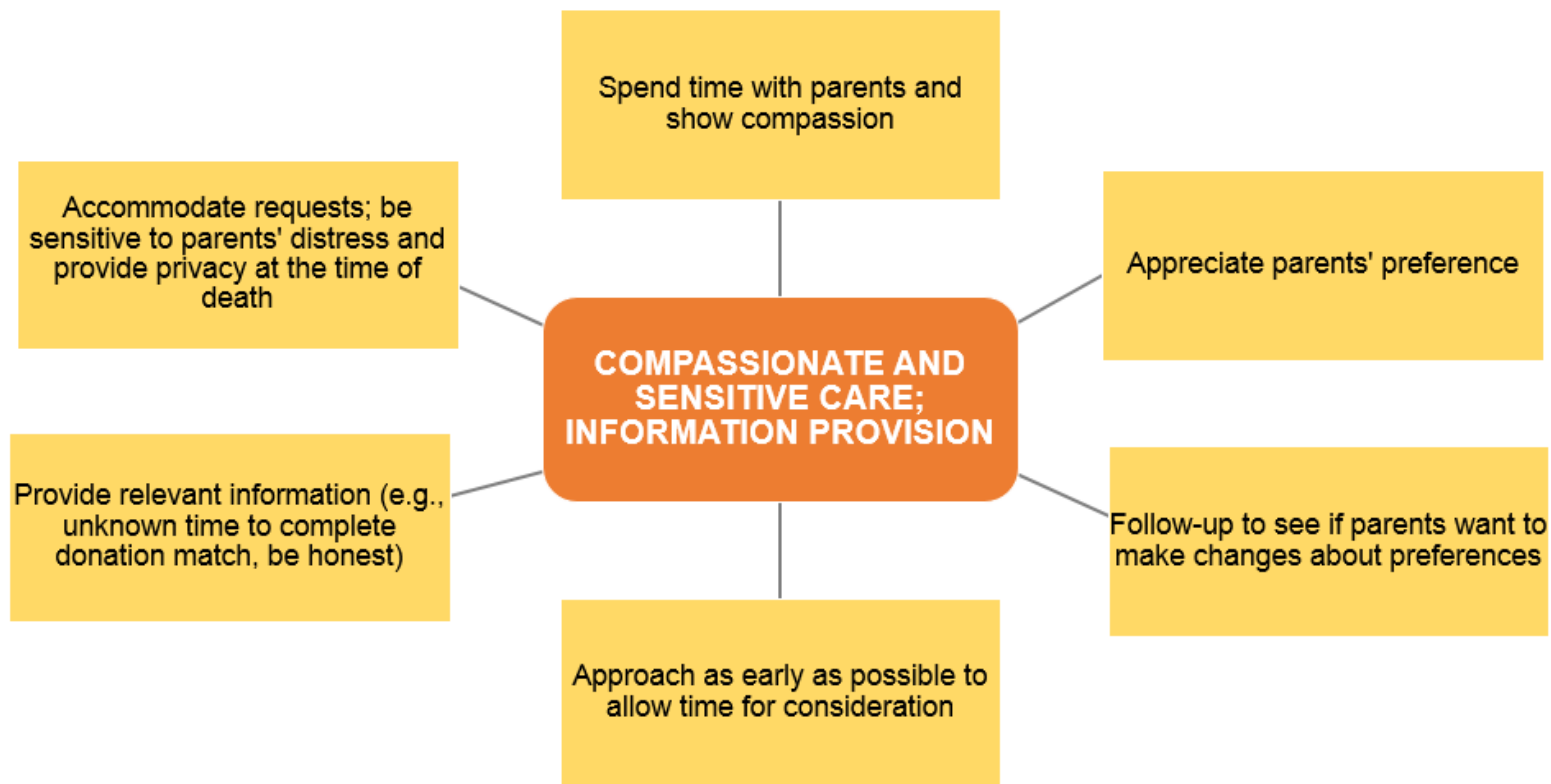 Spend time with parents and
show compassion
Accommodate requests; be
sensitive to parents' distress and
provide privacy at the time of
death
Appreciate parents' preference
COMPASSIONATE AND
SENSITIVE CARE;
INFORMATION PROVISION
Provide relevant information (e.g.,
unknown time to complete
donation match, be honest)
Follow-up to see if parents want to
make changes about preferences
Approach as early as possible to
allow time for consideration